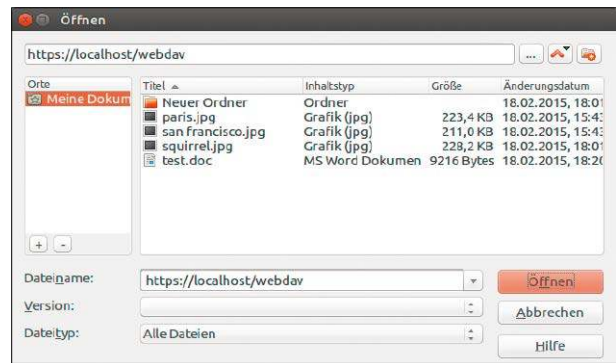 Öffnen
https://localhost/webdav
...
Orte
Meine Dokum
+ -
Titel Inhaltstyp Größe Änderungsdatum
Neuer Ordner Ordner 18.02.2015, 18:01
paris.jpg Grafik (jpg) 223,4 KB 18.02.2015, 15:43
san francisco.jpg Grafik (jpg) 211,0 KB 18.02.2015, 15:43
squirrel.jpg Grafik (jpg) 228,2 KB 18.02.2015, 18:01
test.doc MS Word Dokumen 9216 Bytes 18.02.2015, 18:20
Dateiname: https://localhost/webdav Öffnen
Version: Abbrechen
Dateityp: Alle Dateien
Hilfe